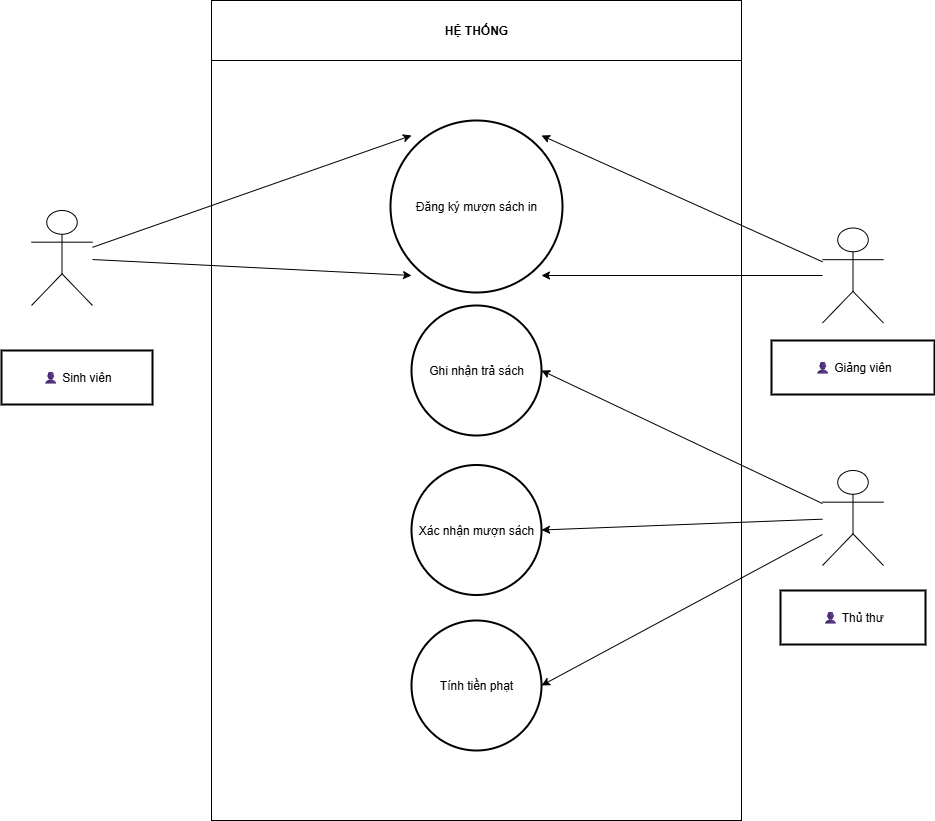 HỆ THỐNG
Đăng ký mượn sách in
Ghi nhận trả sách
Sinh viên
Giảng viên
Xác nhận mượn sách
Thủ thư
Tính tiền phạt